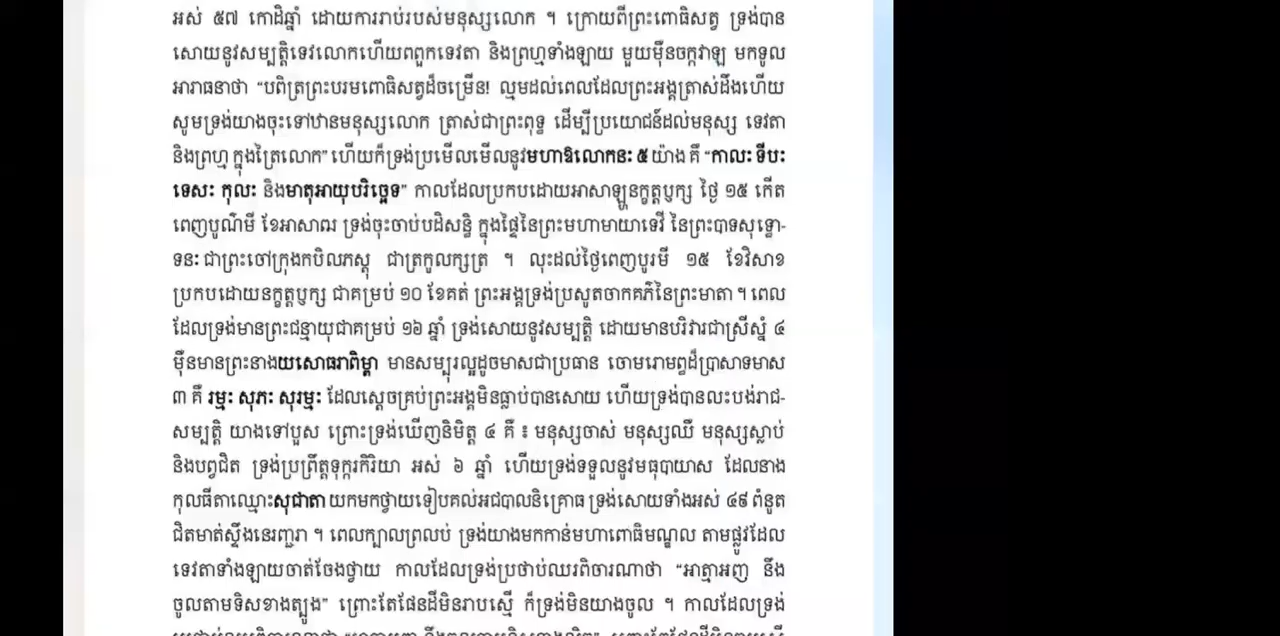 អស់ ៥៧ កោដិឆ្នាំ ដោយការរាប់របស់មនុស្សលោក ។ ក្រោយពីព្រះពោធិសត្វ ទ្រង់បាន
សោយនូវសម្បត្តិទេវលោកហើយពពួកទេវតា និងព្រហ្មទាំងឡាយ មួយម៉ឺនចក្កវាឡ មកទូល
អារាធនាថា “បពិត្រព្រះបរមពោធិសត្វដ៏ចម្រើន! ល្មមដល់ពេលដែលព្រះអង្គត្រាស់ដឹងហើយ
សូមទ្រង់យាងចុះទៅឋានមនុស្សលោក ត្រាស់ជាព្រះពុទ្ធ ដើម្បីប្រយោជន៍ដល់មនុស្ស ទេវតា
និងព្រហ្ម ក្នុងត្រៃលោក” ហើយក៏ទ្រង់ប្រមើលមើលនូវមហាឱលោកនៈ ៥ យ៉ាង គឺ “កាលៈ ទីបៈ
ទេសៈ កុលៈ និងមាតុអាយុបរិច្ឆេទ” កាលដែលប្រកបដោយអាសាឡ្ហនក្ខត្តឫក្ស ថ្ងៃ ១៥ កើត
ពេញបូណ៌មី ខែអាសាឍ ទ្រង់ចុះចាប់បដិសន្ធិ ក្នុងផ្ទៃនៃព្រះមហាមាយាទេវី នៃព្រះបាទសុទ្ធោ-
ទនៈ ជាព្រះចៅក្រុងកបិលភស្តុ ជាត្រកូលក្សត្រ ។ លុះដល់ថ្ងៃពេញបូរមី ១៥ ខែវិសាខ
ប្រកបដោយនក្ខត្តឫក្ស ជាគម្រប់ ១០ ខែគត់ ព្រះអង្គទ្រង់ប្រសូតចាកគភ៌នៃព្រះមាតា ។ ពេល
ដែលទ្រង់មានព្រះជន្មាយុជាគម្រប់ ១៦ ឆ្នាំ ទ្រង់សោយនូវសម្បត្តិ ដោយមានបរិវារជាស្រីស្នំ ៤
ម៉ឺនមានព្រះនាងយសោធរាពិម្ពា មានសម្បុរល្អដូចមាសជាប្រធាន ចោមរោមព្ធដ៏ប្រាសាទមាស
៣ គឺ រម្មៈ សុភៈ សុរម្មៈ ដែលស្តេចគ្រប់ព្រះអង្គមិនធ្លាប់បានសោយ ហើយទ្រង់បានលះបង់រាជ-
សម្បត្តិ យាងទៅបួស ព្រោះទ្រង់ឃើញនិមិត្ត ៤ គឺ ៖ មនុស្សចាស់ មនុស្សឈឺ មនុស្សស្លាប់
និងបព្វជិត ទ្រង់ប្រព្រឹត្តទុក្ករកិរិយា អស់ ៦ ឆ្នាំ ហើយទ្រង់ទទួលនូវមធុបាយាស ដែលនាង
កុលធីតាឈ្មោះសុជាតា យកមកថ្វាយទៀបគល់អជបាលនិគ្រោធ ទ្រង់សោយទាំងអស់ ៤៩ ពំនូត
ជិតមាត់ស្ទឹងនេរញ្ជរា ។ ពេលក្បាលព្រលប់ ទ្រង់យាងមកកាន់មហាពោធិមណ្ឌល តាមផ្លូវដែល
ទេវតាទាំងឡាយចាត់ចែងថ្វាយ កាលដែលទ្រង់ប្រថាប់ឈរពិចារណាថា “អាត្មាអញ នឹង
ចូលតាមទិសខាងត្បូង” ព្រោះតែផែនដីមិនរាបស្មើ ក៏ទ្រង់មិនយាងចូល ។ កាលដែលទ្រង់